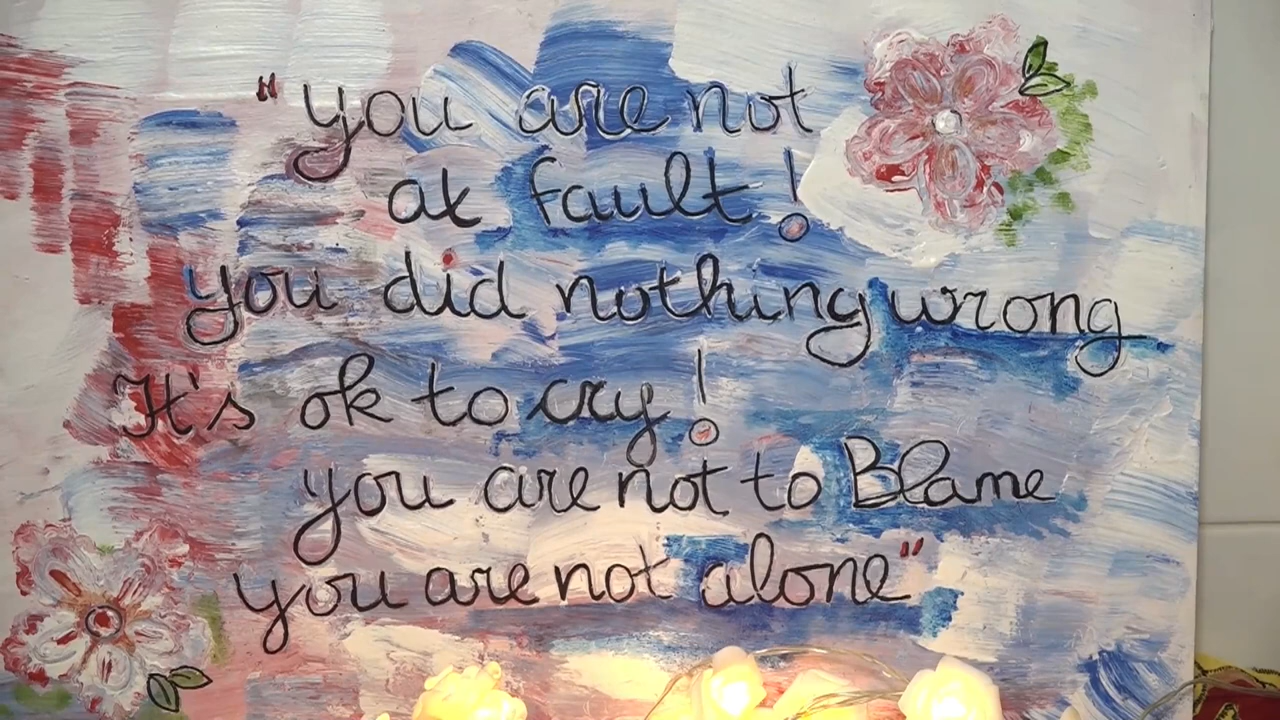 "you are not
at fault!
you did nothing wrong
It's ok to cry!
you are not to Blame
you are not alone"